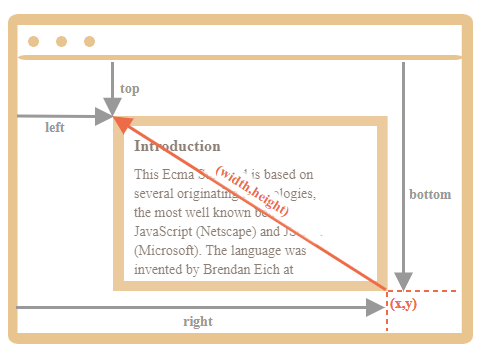 top
left
Introduction
This Ecma is based on
several originating
the most well known
JavaScript (Netscape) and
(Microsoft). The language was
invented by Brendan Eich at
(width,height)
bottom
(x,y)
right